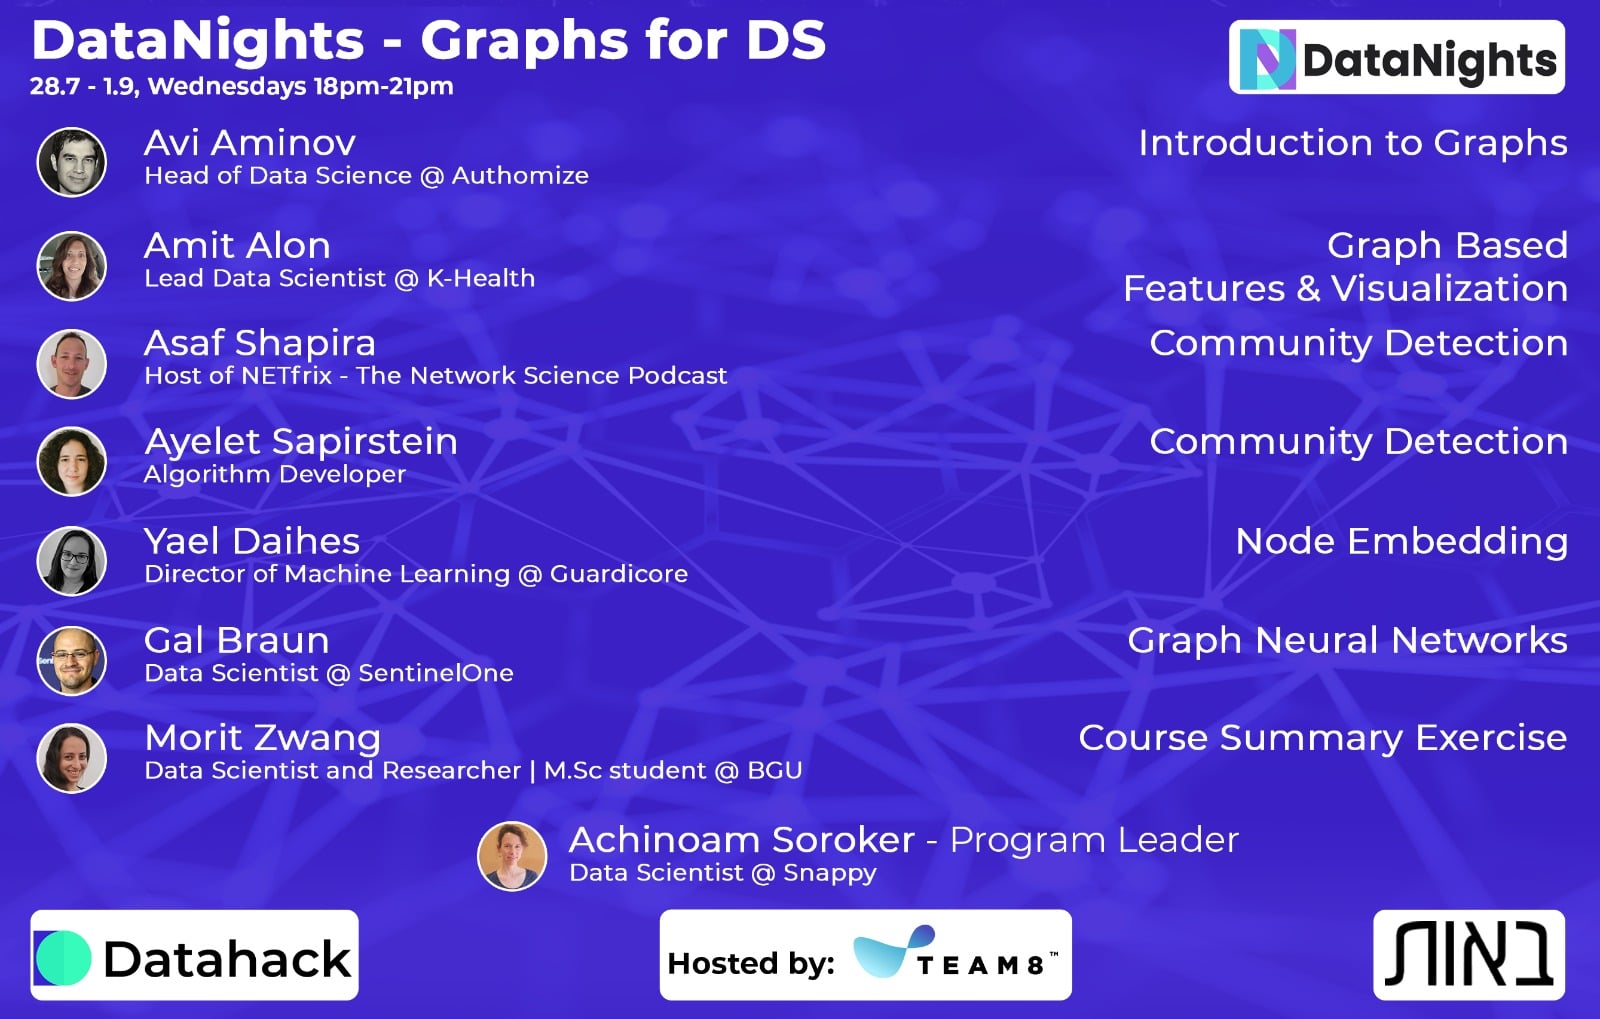 DataNights - Graphs for DS
28.7 - 1.9, Wednesdays 18pm-21pm
DataNights
Avi Aminov
Head of Data Science @ Authomize
Introduction to Graphs
Amit Alon
Lead Data Scientist @ K-Health
Graph Based
Features & Visualization
Asaf Shapira
Host of NETfrix - The Network Science Podcast
Community Detection
Ayelet Sapirstein
Algorithm Developer
Community Detection
Yael Daihes
Director of Machine Learning @ Guardicore
Node Embedding
Gal Braun
Data Scientist @ SentinelOne
Graph Neural Networks
Morit Zwang
Data Scientist and Researcher | M.Sc student @ BGU
Course Summary Exercise
Achinoam Soroker - Program Leader
Data Scientist @ Snappy
Datahack
Hosted by: TEAM8™
באות